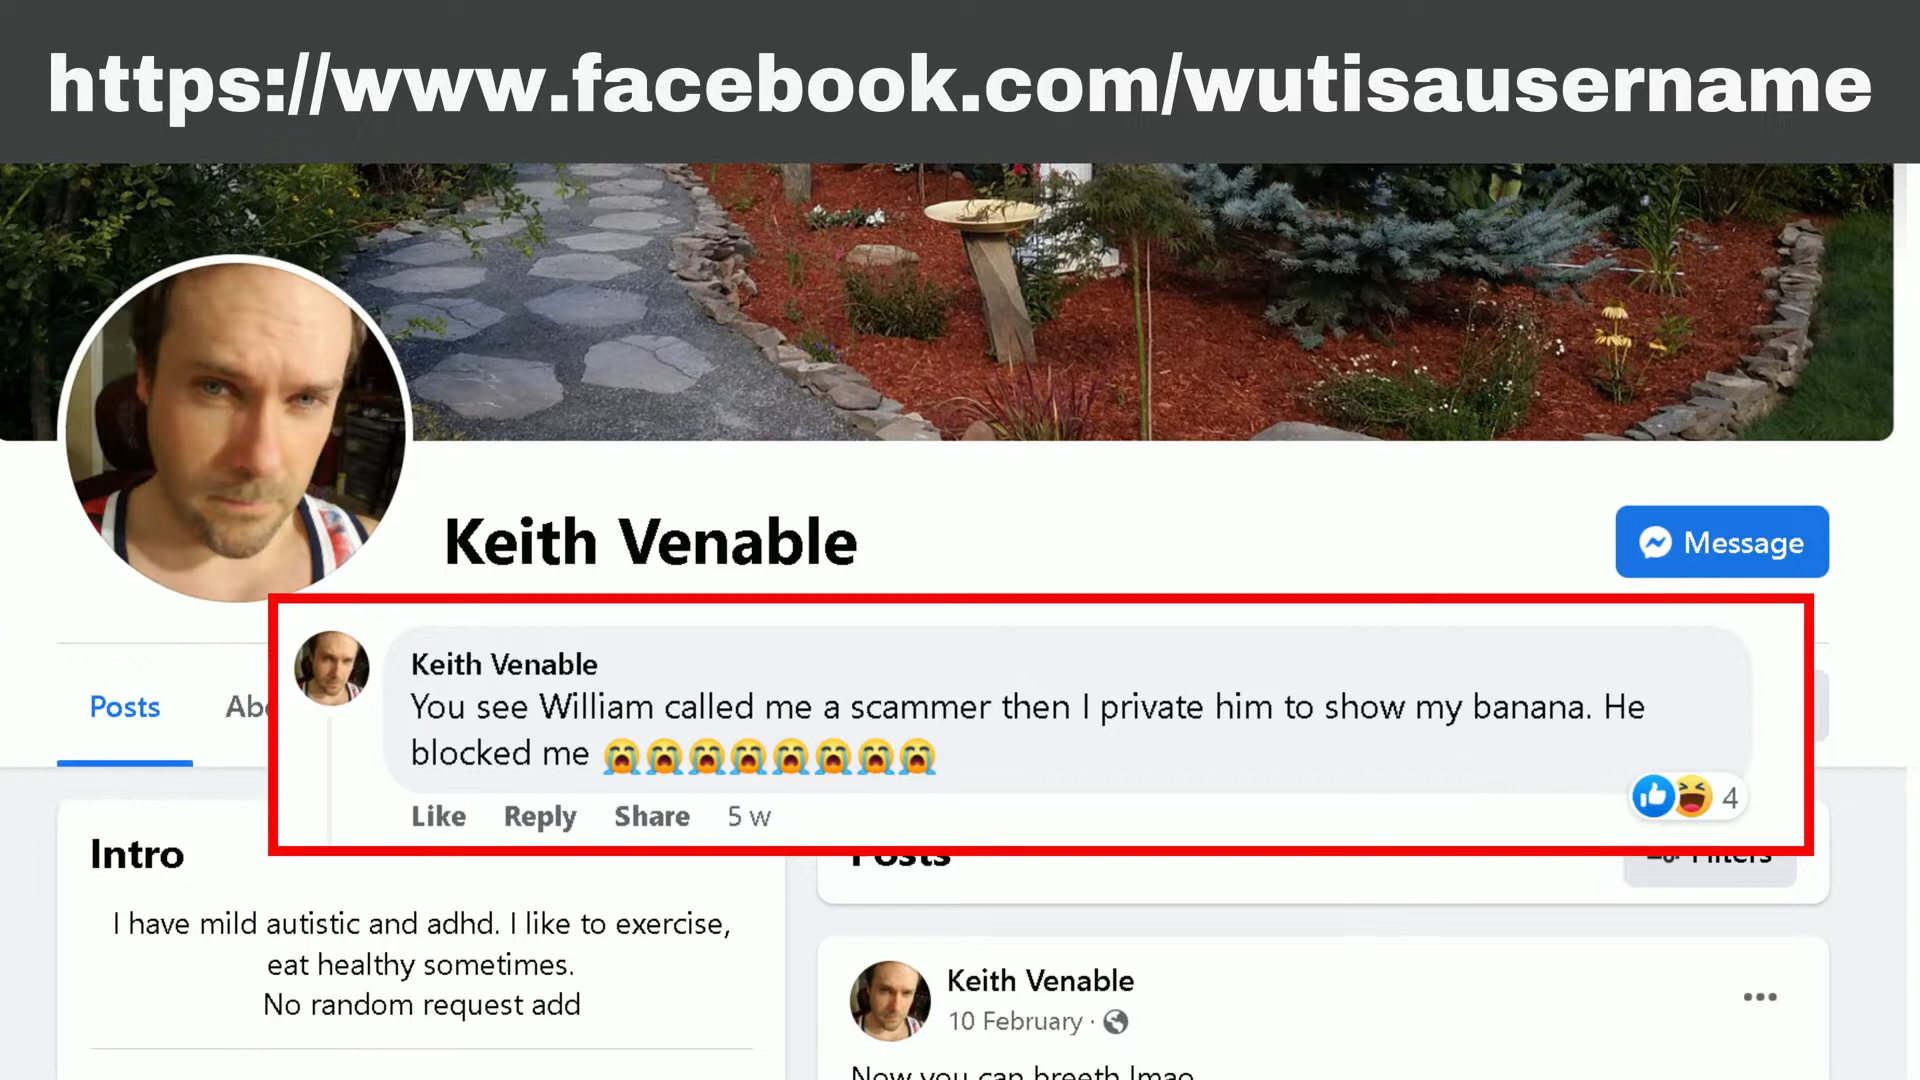 https://www.facebook.com/wutisausername
Keith Venable
Message
Keith Venable
You see William called me a scammer then I private him to show my banana. He
blocked me 😭😭😭😭😭😭😭😭
Like Reply Share 5 w
4
Posts
Intro
Posts
Filters
I have mild autistic and adhd. I like to exercise,
eat healthy sometimes.
No random request add
Keith Venable
10 February ·
Now you can breeth lmao